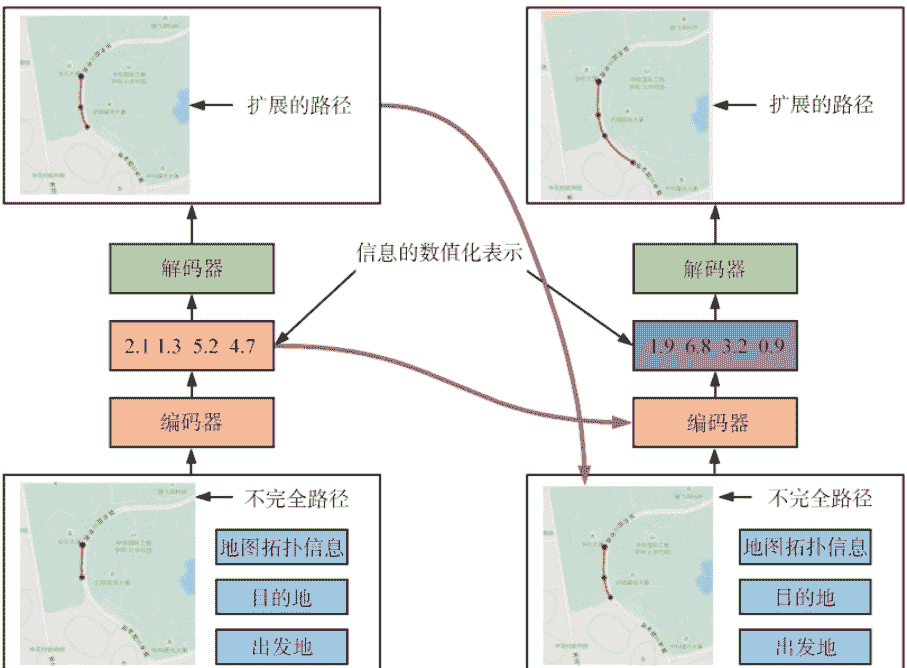 扩展的路径
扩展的路径
解码器
信息的数值化表示
解码器
2.1 1.3 5.2 4.7
1.9 6.8 3.2 0.9
编码器
编码器
不完全路径
不完全路径
地图拓扑信息
地图拓扑信息
目的地
目的地
出发地
出发地